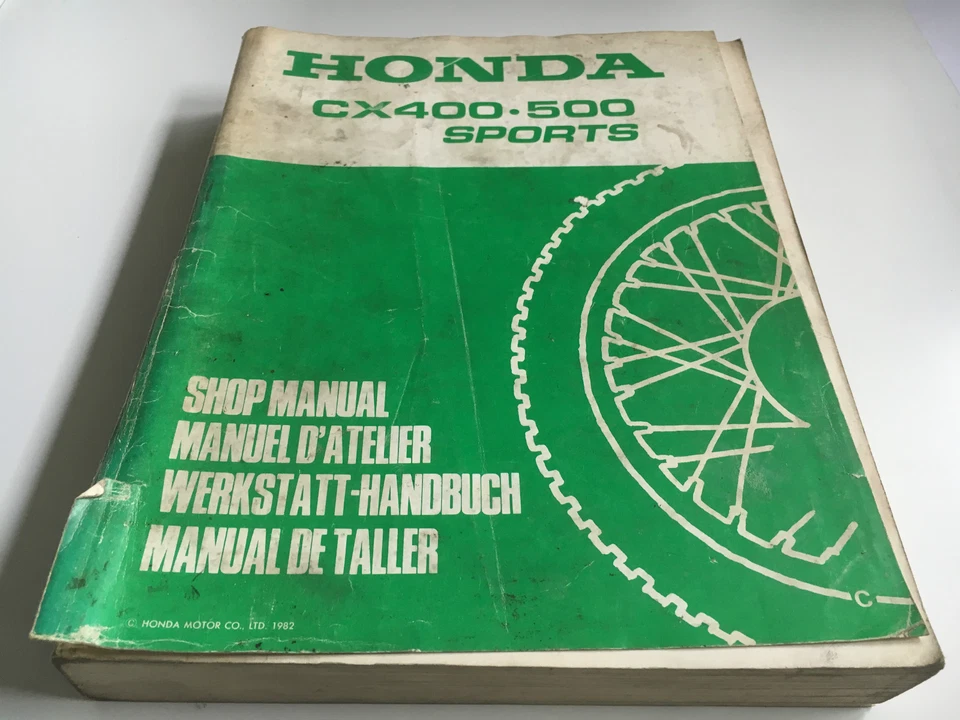 HONDA
CX400·500
SPORTS
SHOP MANUAL
MANUEL D'ATELIER
WERKSTATT-HANDBUCH
MANUAL DE TALLER
© HONDA MOTOR CO., LTD. 1982
C